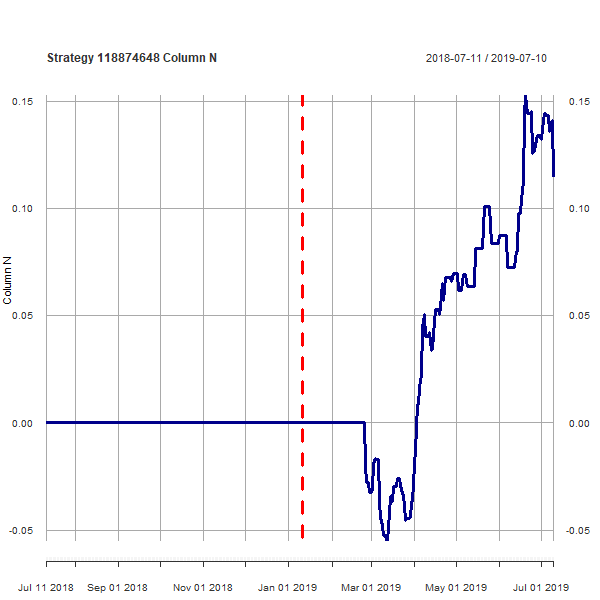 Strategy 118874648 Column N
2018-07-11 / 2019-07-10
0.15
0.15
0.10
0.10
0.05
0.05
0.00
0.00
-0.05
-0.05
Column N
Jul 11 2018
Sep 01 2018
Nov 01 2018
Jan 01 2019
Mar 01 2019
May 01 2019
Jul 01 2019